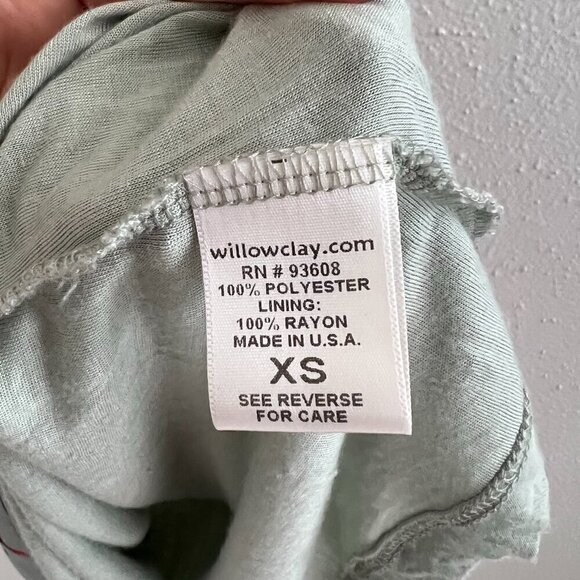 willowclay.com
RN # 93608
100% POLYESTER
LINING:
100% RAYON
MADE IN U.S.A.
XS
SEE REVERSE
FOR CARE